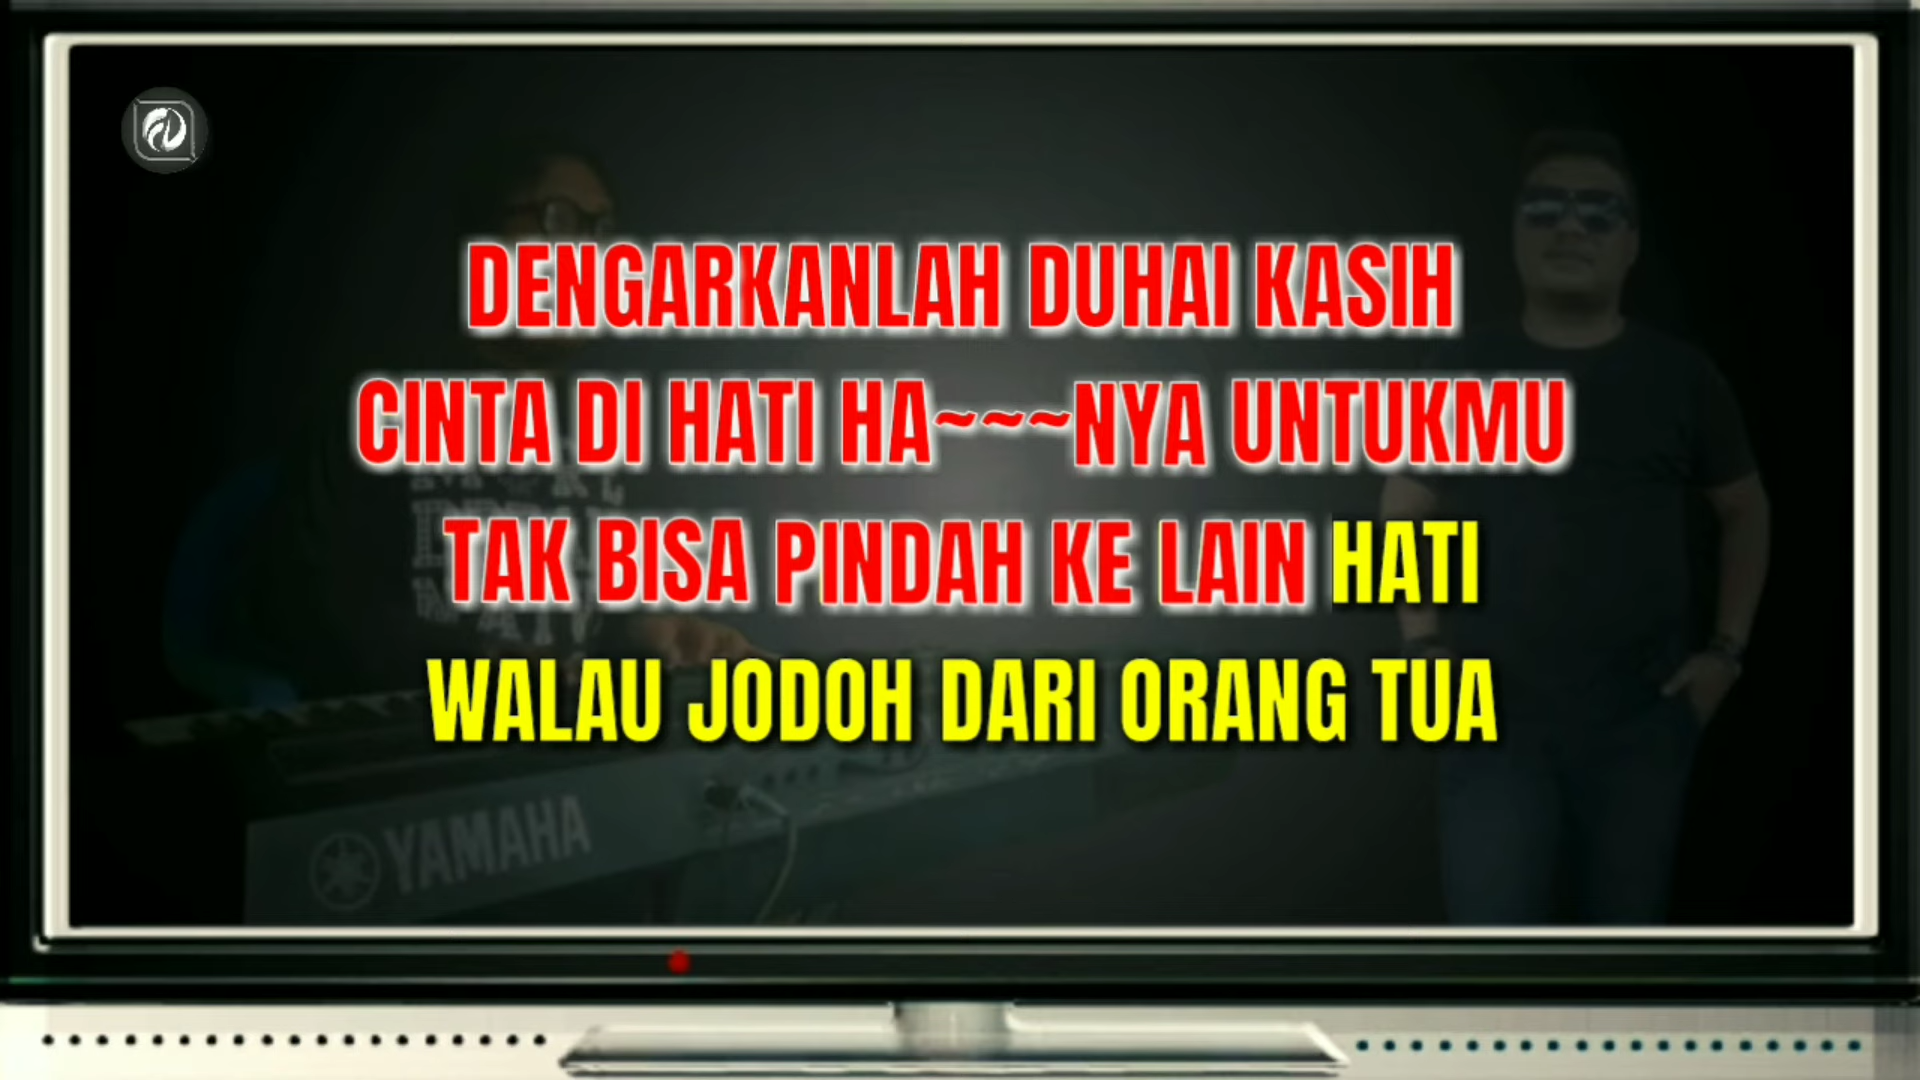 DENGARKANLAH DUHAI KASIH
CINTA DI HATI HA~~~NYA UNTUKMU
TAK BISA PINDAH KE LAIN HATI
WALAU JODOH DARI ORANG TUA
YAMAHA